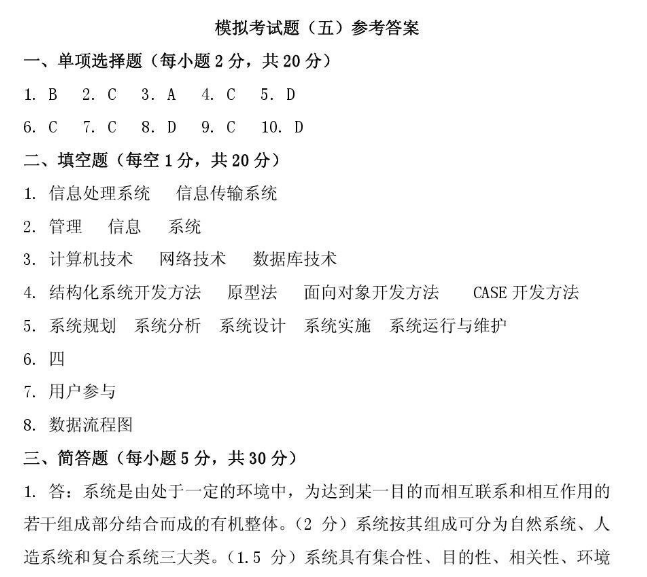 模拟考试题（五）参考答案
一、单项选择题（每小题 2 分，共 20 分）
1. B 2. C 3. A 4. C 5. D
6. C 7. C 8. D 9. C 10. D
二、填空题（每空 1 分，共 20 分）
1. 信息处理系统 信息传输系统
2. 管理 信息 系统
3. 计算机技术 网络技术 数据库技术
4. 结构化系统开发方法 原型法 面向对象开发方法 CASE 开发方法
5. 系统规划 系统分析 系统设计 系统实施 系统运行与维护
6. 四
7. 用户参与
8. 数据流程图
三、简答题（每小题 5 分，共 30 分）
1. 答：系统是由处于一定的环境中，为达到某一目的而相互联系和相互作用的
若干组成部分结合而成的有机整体。（2 分）系统按其组成可分为自然系统、人
造系统和复合系统三大类。（1.5 分）系统具有集合性、目的性、相关性、环境